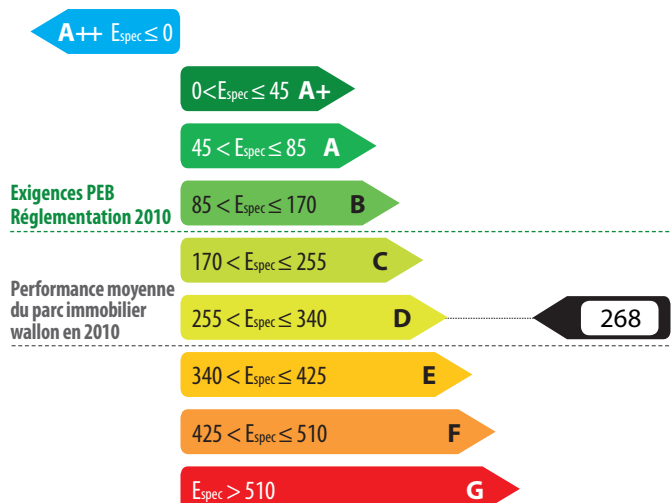 A++ Espec ≤ 0
0<Espec ≤ 45 A+
45 < Espec ≤ 85 A
Exigences PEB
Réglementation 2010
85 < Espec ≤ 170 B
170 < Espec ≤ 255 C
Performance moyenne
du parc immobilier
wallon en 2010
255 < Espec ≤ 340 D
268
340 < Espec ≤ 425 E
425 < Espec ≤ 510 F
Espec > 510 G